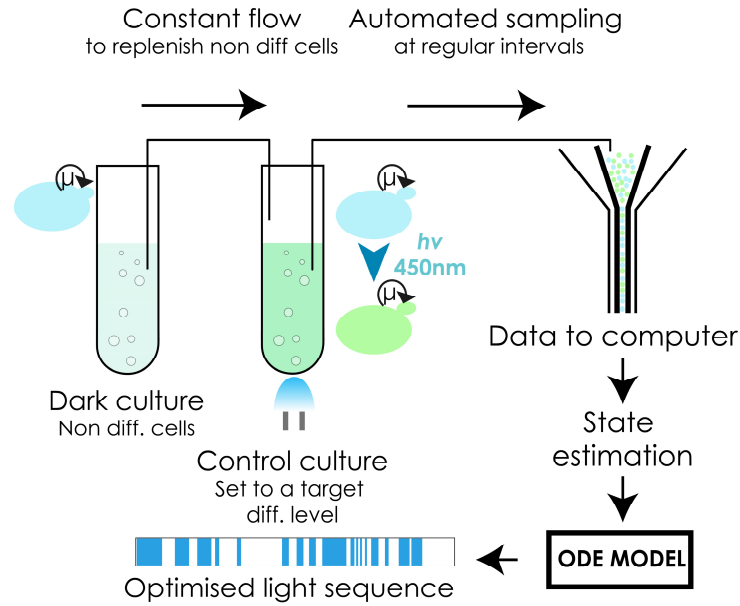 Constant flow
to replenish non diff cells
Automated sampling
at regular intervals
μ
μ
hν
450nm
μ
Data to computer
Dark culture
Non diff. cells
State
estimation
Control culture
Set to a target
diff. level
ODE MODEL
Optimised light sequence